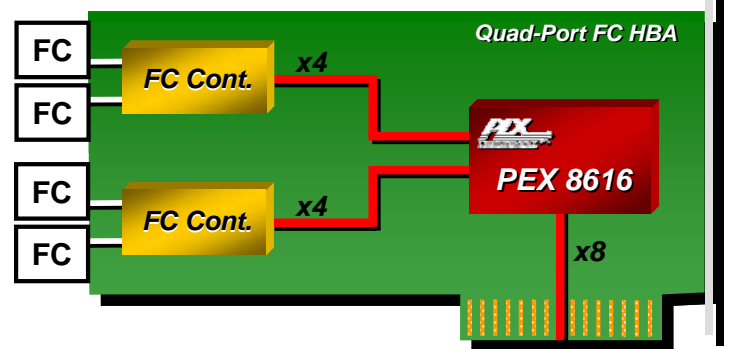 Quad-Port FC HBA
FC
FC Cont.
x4
FC
PLX
PEX 8616
FC
FC Cont.
x4
FC
x8